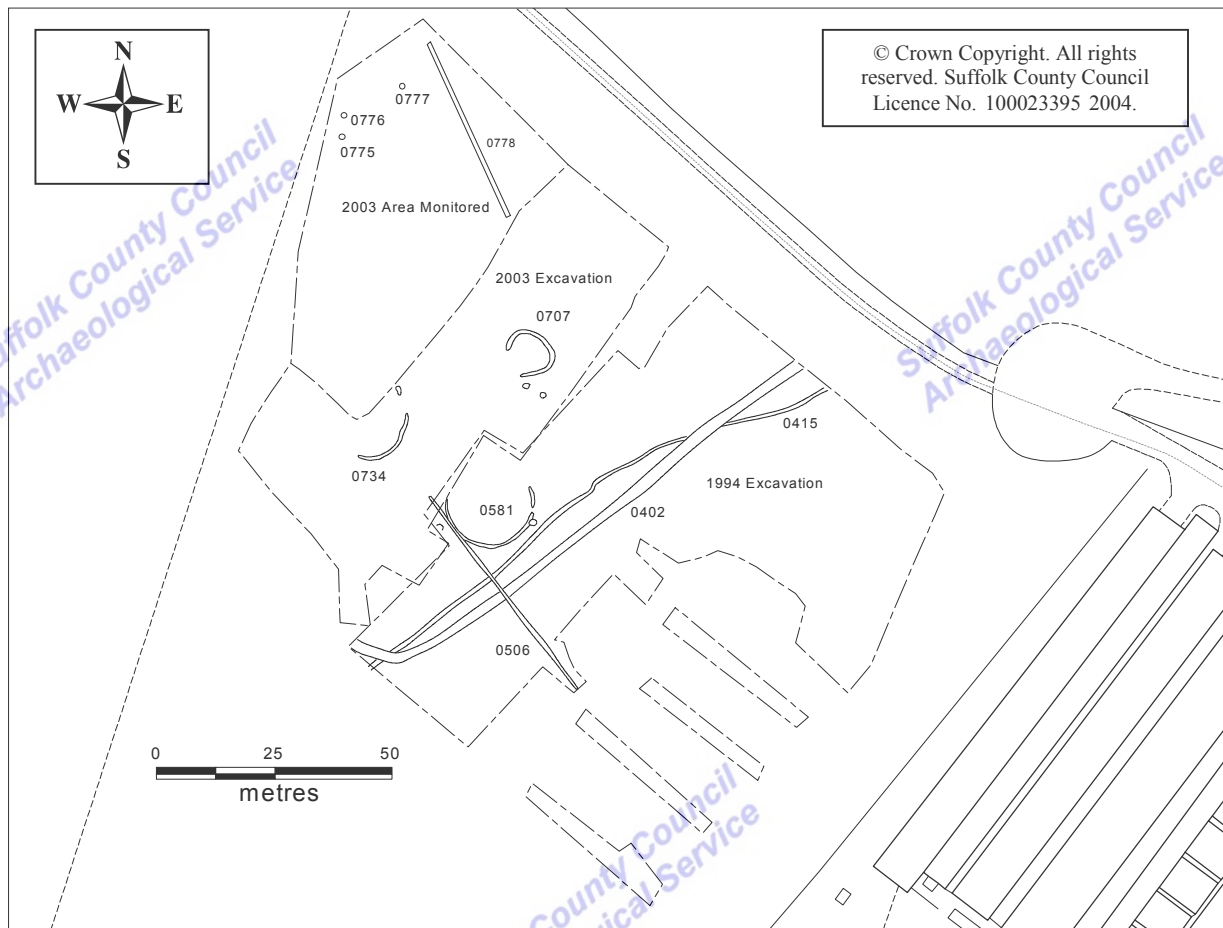 N
W E
S
© Crown Copyright. All rights
reserved. Suffolk County Council
Licence No. 100023395 2004.
0777
0776
0775
0778
2003 Area Monitored
2003 Excavation
0707
0734
0415
1994 Excavation
0581
0402
0506
0 25 50
metres
Suffolk County Council
Archaeological Service
Suffolk County Council
Archaeological Service
County Council
Service